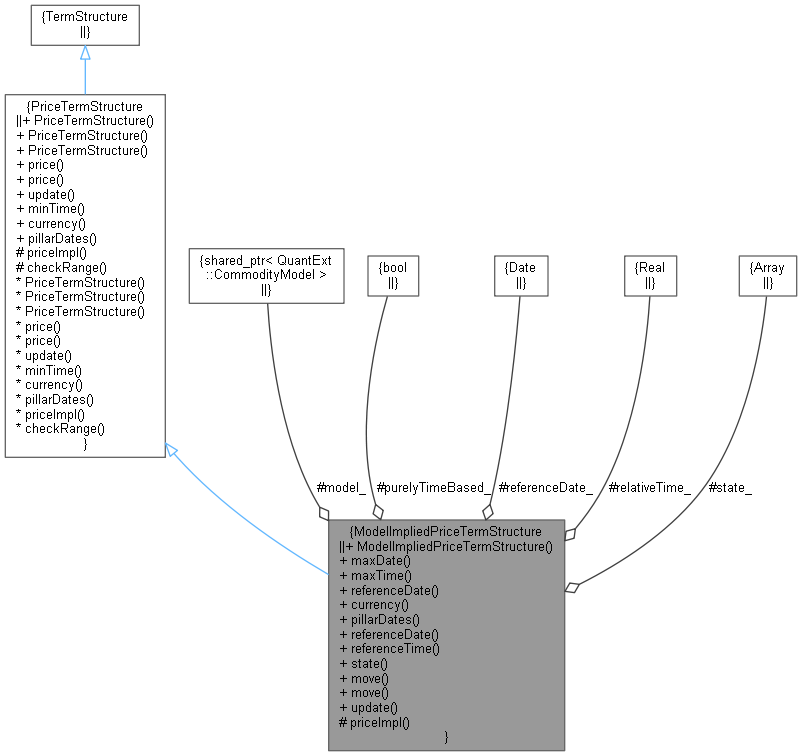 {TermStructure
||}
{PriceTermStructure
||+ PriceTermStructure()
+ PriceTermStructure()
+ PriceTermStructure()
+ price()
+ price()
+ update()
+ minTime()
+ currency()
+ pillarDates()
# priceImpl()
# checkRange()
* PriceTermStructure()
* PriceTermStructure()
* PriceTermStructure()
* price()
* price()
* update()
* minTime()
* currency()
* pillarDates()
* priceImpl()
* checkRange()
}
{shared_ptr< QuantExt
::CommodityModel >
||}
{bool
||}
{Date
||}
{Real
||}
{Array
||}
#model_
#purelyTimeBased_
#referenceDate_
#relativeTime_
#state_
{ModelImpliedPriceTermStructure
||+ ModelImpliedPriceTermStructure()
+ maxDate()
+ maxTime()
+ referenceDate()
+ currency()
+ pillarDates()
+ referenceDate()
+ referenceTime()
+ state()
+ move()
+ move()
+ update()
# priceImpl()
}